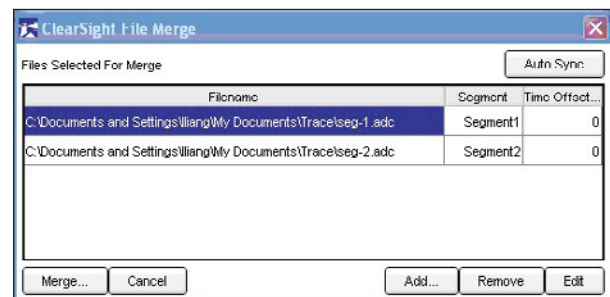 ClearSight File Merge
Files Selected For Merge
Auto Sync
Filename Segment Time Offset...
C:\Documents and Settings\lliang\My Documents\Trace\seg-1.adc Segment1 0
C:\Documents and Settings\lliang\My Documents\Trace\seg-2.adc Segment2 0
Merge... Cancel Add... Remove Edit